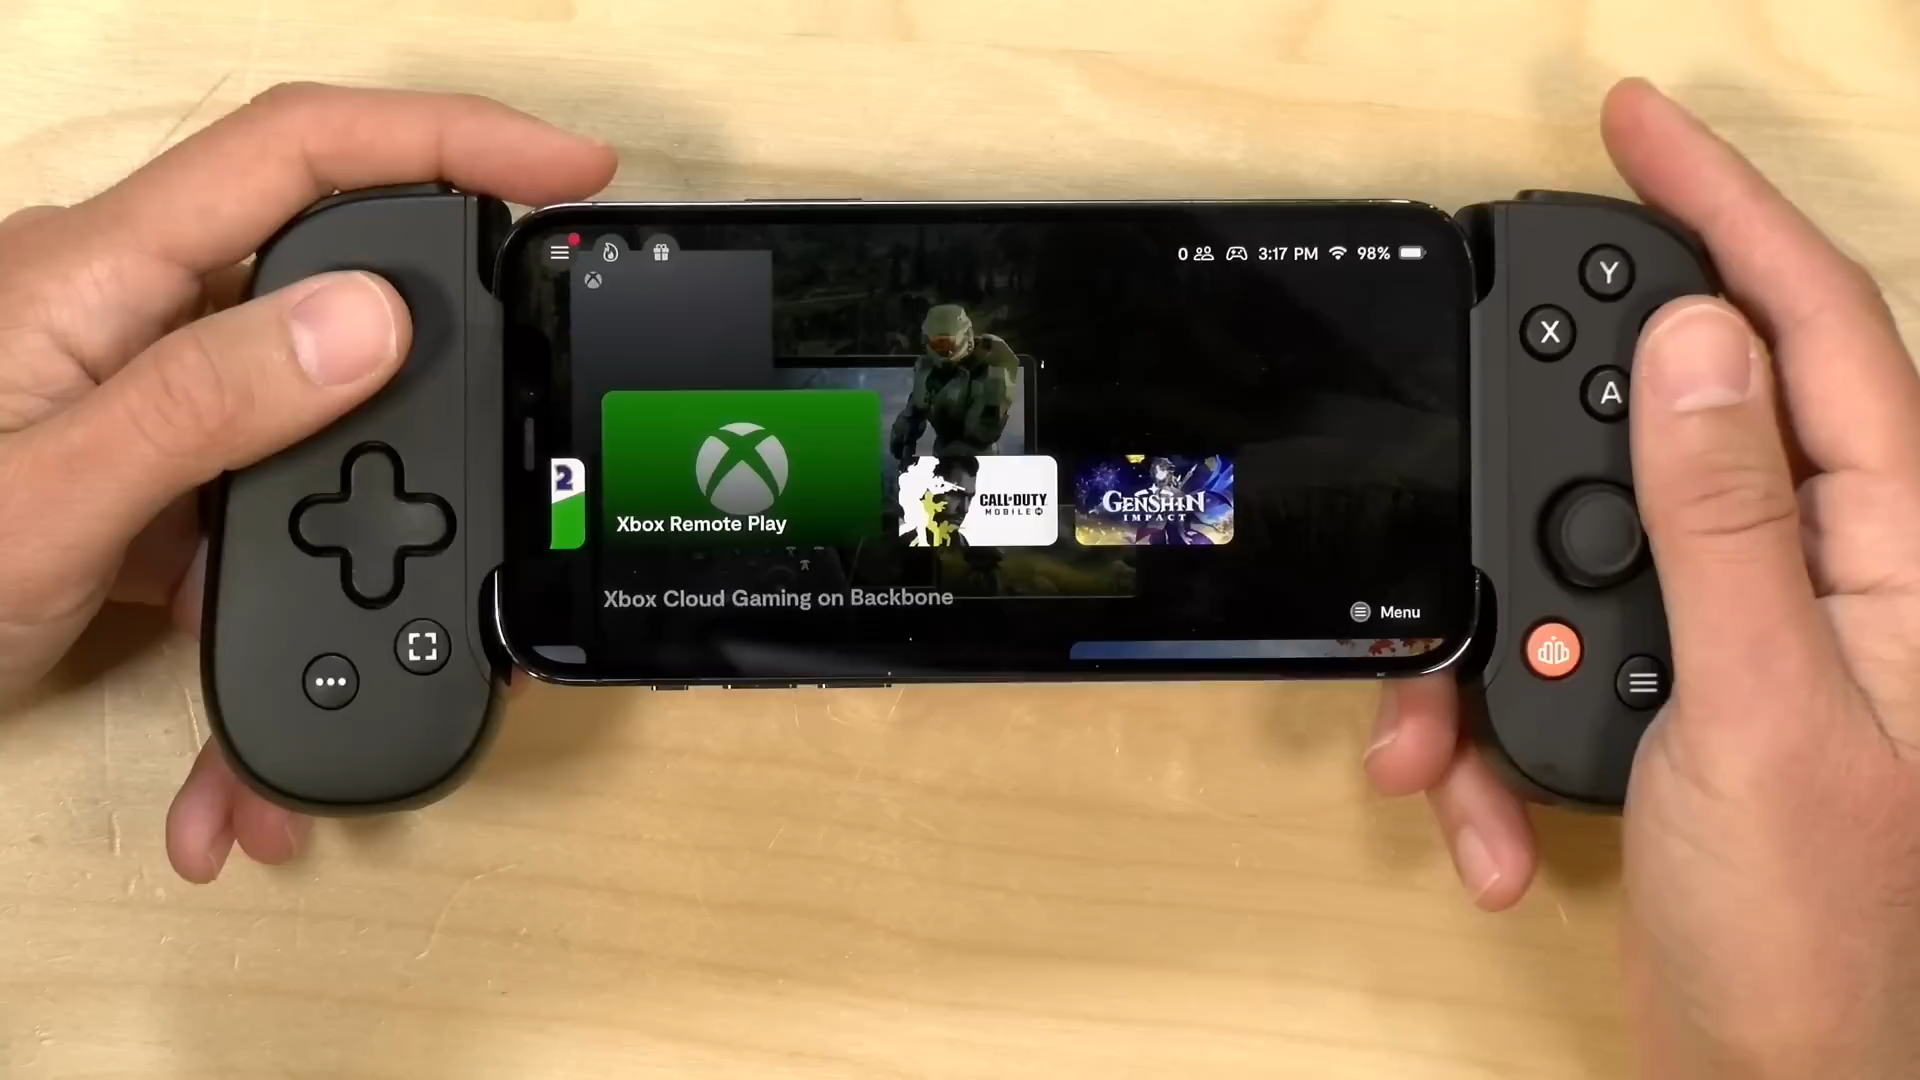 0 3:17 PM 98%
Y
X
A
2
Xbox Remote Play
CALL OF DUTY
MOBILE
GENSHIN
IMPACT
Xbox Cloud Gaming on Backbone
Menu